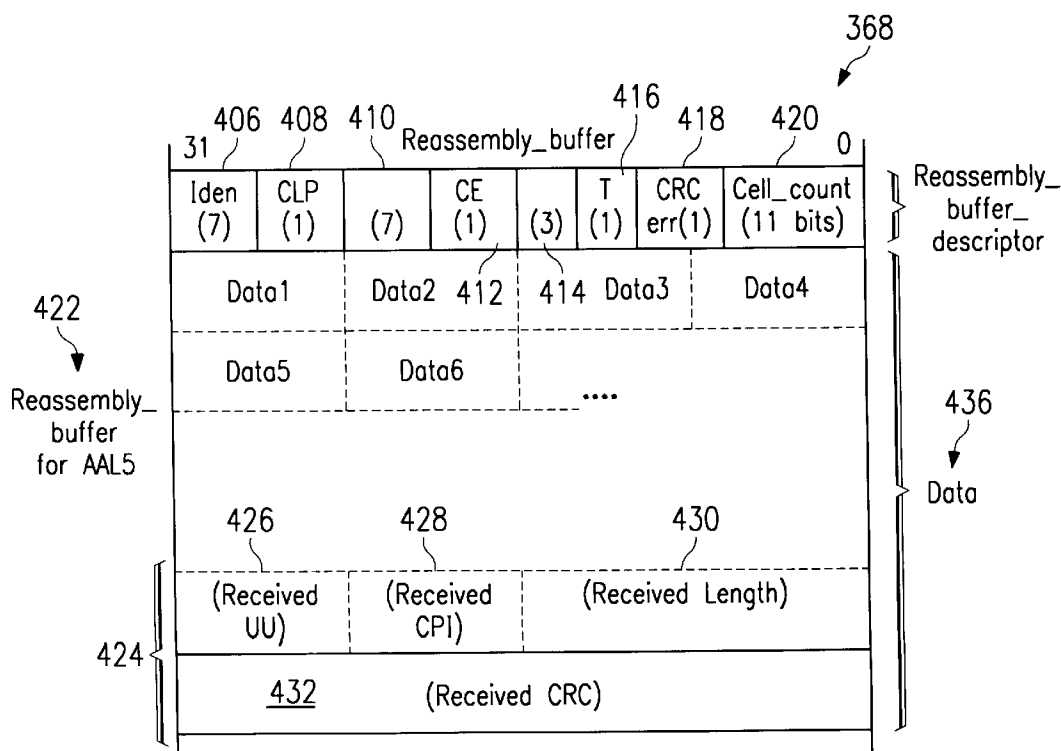 368
416
406 408 410 418 420
31 Reassembly_buffer 0
Iden CLP CE T CRC Cell_count
(7) (1) (7) (1) (3) (1) err(1) (11 bits)
Reassembly_
buffer_
descriptor
Data1 Data2 412 414 Data3 Data4
422
Data5 Data6
....
Reassembly_
buffer
for AAL5
436
Data
426 428 430
(Received UU) (Received CPI) (Received Length)
424
432 (Received CRC)